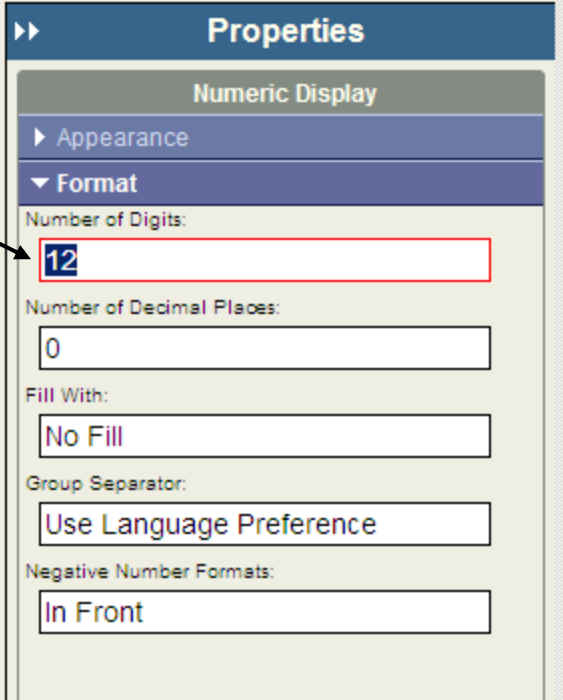 Properties
Numeric Display
Appearance
Format
Number of Digits:
12
Number of Decimal Places:
0
Fill With:
No Fill
Group Separator:
Use Language Preference
Negative Number Formats:
In Front